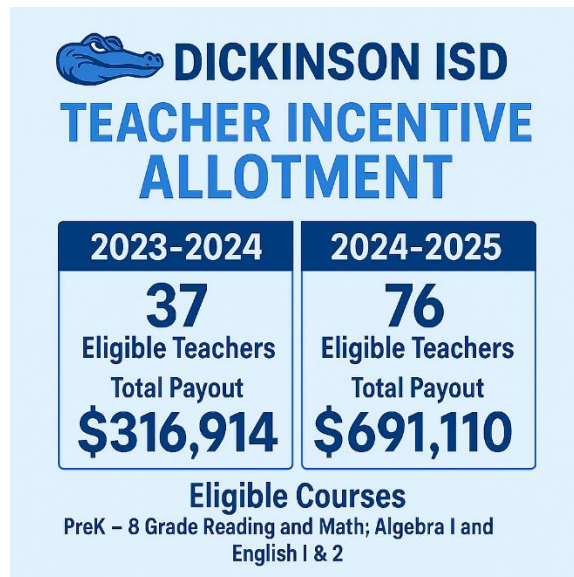 DICKINSON ISD
TEACHER INCENTIVE
ALLOTMENT
2023-2024
37
Eligible Teachers
Total Payout
$316,914
2024-2025
76
Eligible Teachers
Total Payout
$691,110
Eligible Courses
PreK – 8 Grade Reading and Math; Algebra I and
English I & 2